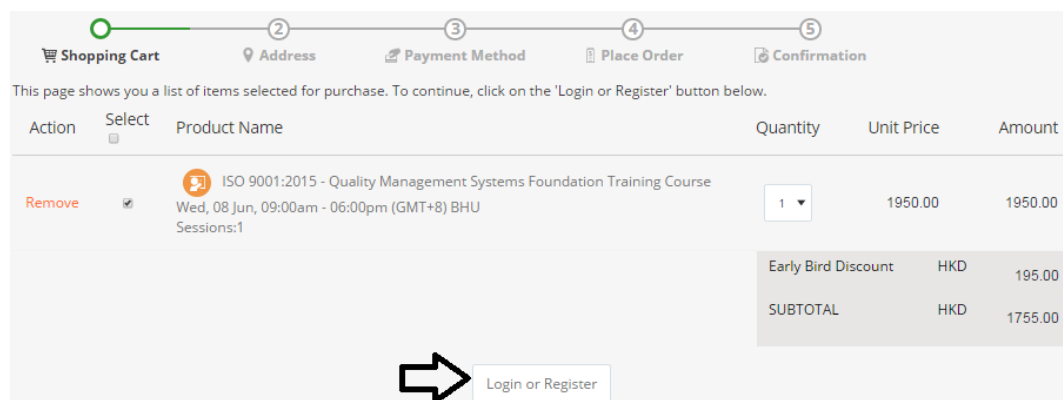 2 3 4 5
Shopping Cart Address Payment Method Place Order Confirmation
This page shows you a list of items selected for purchase. To continue, click on the 'Login or Register' button below.
Action Select Product Name Quantity Unit Price Amount
ISO 9001:2015 - Quality Management Systems Foundation Training Course
Remove Wed, 08 Jun, 09:00am - 06:00pm (GMT+8) BHU 1 1950.00 1950.00
Sessions:1
Early Bird Discount HKD 195.00
SUBTOTAL HKD 1755.00
Login or Register